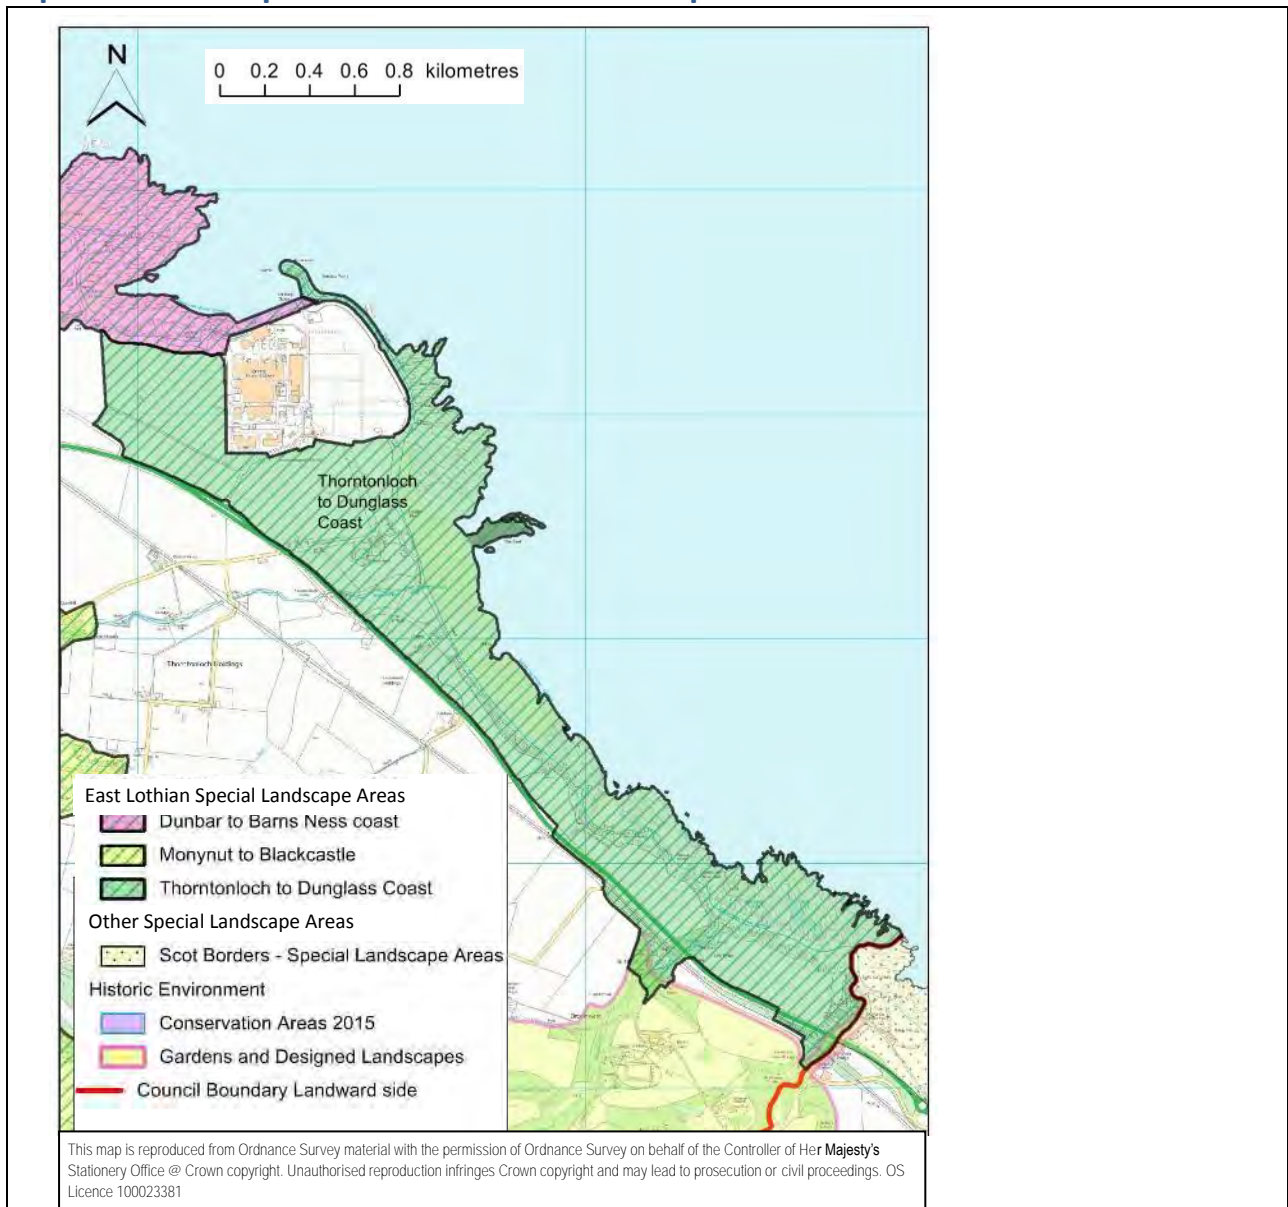 N
0 0.2 0.4 0.6 0.8 kilometres
Thorntonloch
to Dunglass
Coast
Thorntonloch Holdings
East Lothian Special Landscape Areas
Dunbar to Barns Ness coast
Monynut to Blackcastle
Thorntonloch to Dunglass Coast
Other Special Landscape Areas
Scot Borders - Special Landscape Areas
Historic Environment
Conservation Areas 2015
Gardens and Designed Landscapes
Council Boundary Landward side
This map is reproduced from Ordnance Survey material with the permission of Ordnance Survey on behalf of the Controller of Her Majesty's
Stationery Office @ Crown copyright. Unauthorised reproduction infringes Crown copyright and may lead to prosecution or civil proceedings. OS
Licence 100023381